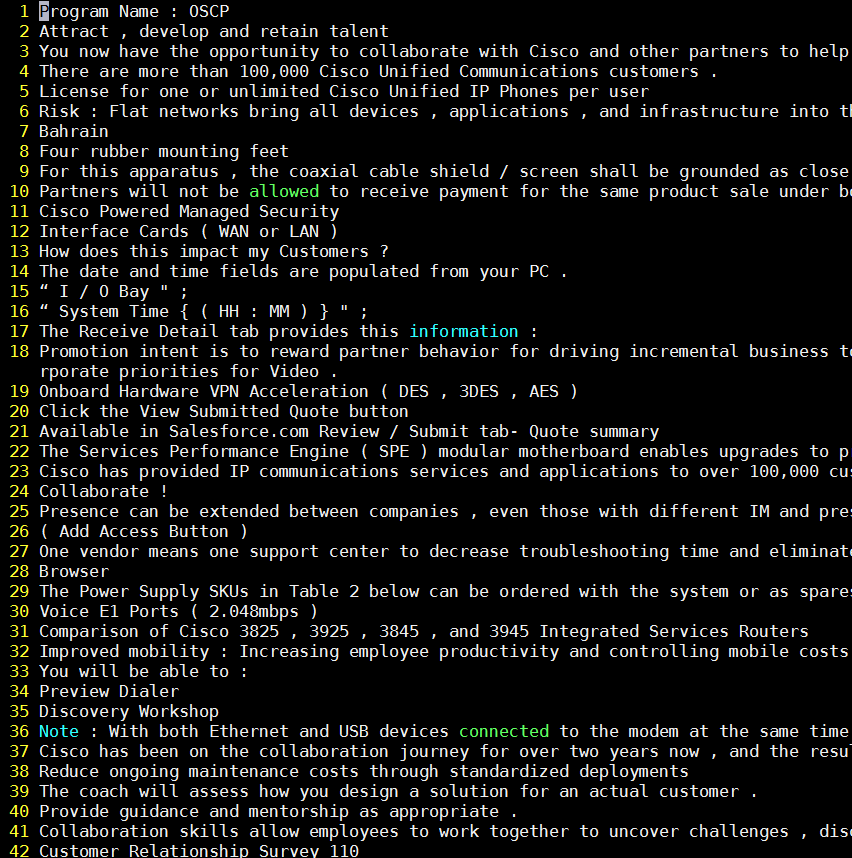 1 Program Name : OSCP
2 Attract , develop and retain talent
3 You now have the opportunity to collaborate with Cisco and other partners to help
4 There are more than 100,000 Cisco Unified Communications customers .
5 License for one or unlimited Cisco Unified IP Phones per user
6 Risk : Flat networks bring all devices , applications , and infrastructure into
7 Bahrain
8 Four rubber mounting feet
9 For this apparatus , the coaxial cable shield / screen shall be grounded as close
10 Partners will not be allowed to receive payment for the same product sale under
11 Cisco Powered Managed Security
12 Interface Cards ( WAN or LAN )
13 How does this impact my Customers ?
14 The date and time fields are populated from your PC .
15 “ I / O Bay " ;
16 “ System Time { ( HH : MM ) } " ;
17 The Receive Detail tab provides this information :
18 Promotion intent is to reward partner behavior for driving incremental business
rporate priorities for Video .
19 Onboard Hardware VPN Acceleration ( DES , 3DES , AES )
20 Click the View Submitted Quote button
21 Available in Salesforce.com Review / Submit tab- Quote summary
22 The Services Performance Engine ( SPE ) modular motherboard enables upgrades to
23 Cisco has provided IP communications services and applications to over 100,000
24 Collaborate !
25 Presence can be extended between companies , even those with different IM and
26 ( Add Access Button )
27 One vendor means one support center to decrease troubleshooting time and
28 Browser
29 The Power Supply SKUs in Table 2 below can be ordered with the system or as spares
30 Voice E1 Ports ( 2.048mbps )
31 Comparison of Cisco 3825 , 3925 , 3845 , and 3945 Integrated Services Routers
32 Improved mobility : Increasing employee productivity and controlling mobile costs
33 You will be able to :
34 Preview Dialer
35 Discovery Workshop
36 Note : With both Ethernet and USB devices connected to the modem at the same time
37 Cisco has been on the collaboration journey for over two years now , and the
38 Reduce ongoing maintenance costs through standardized deployments
39 The coach will assess how you design a solution for an actual customer .
40 Provide guidance and mentorship as appropriate .
41 Collaboration skills allow employees to work together to uncover challenges ,
42 Customer Relationship Survey 110